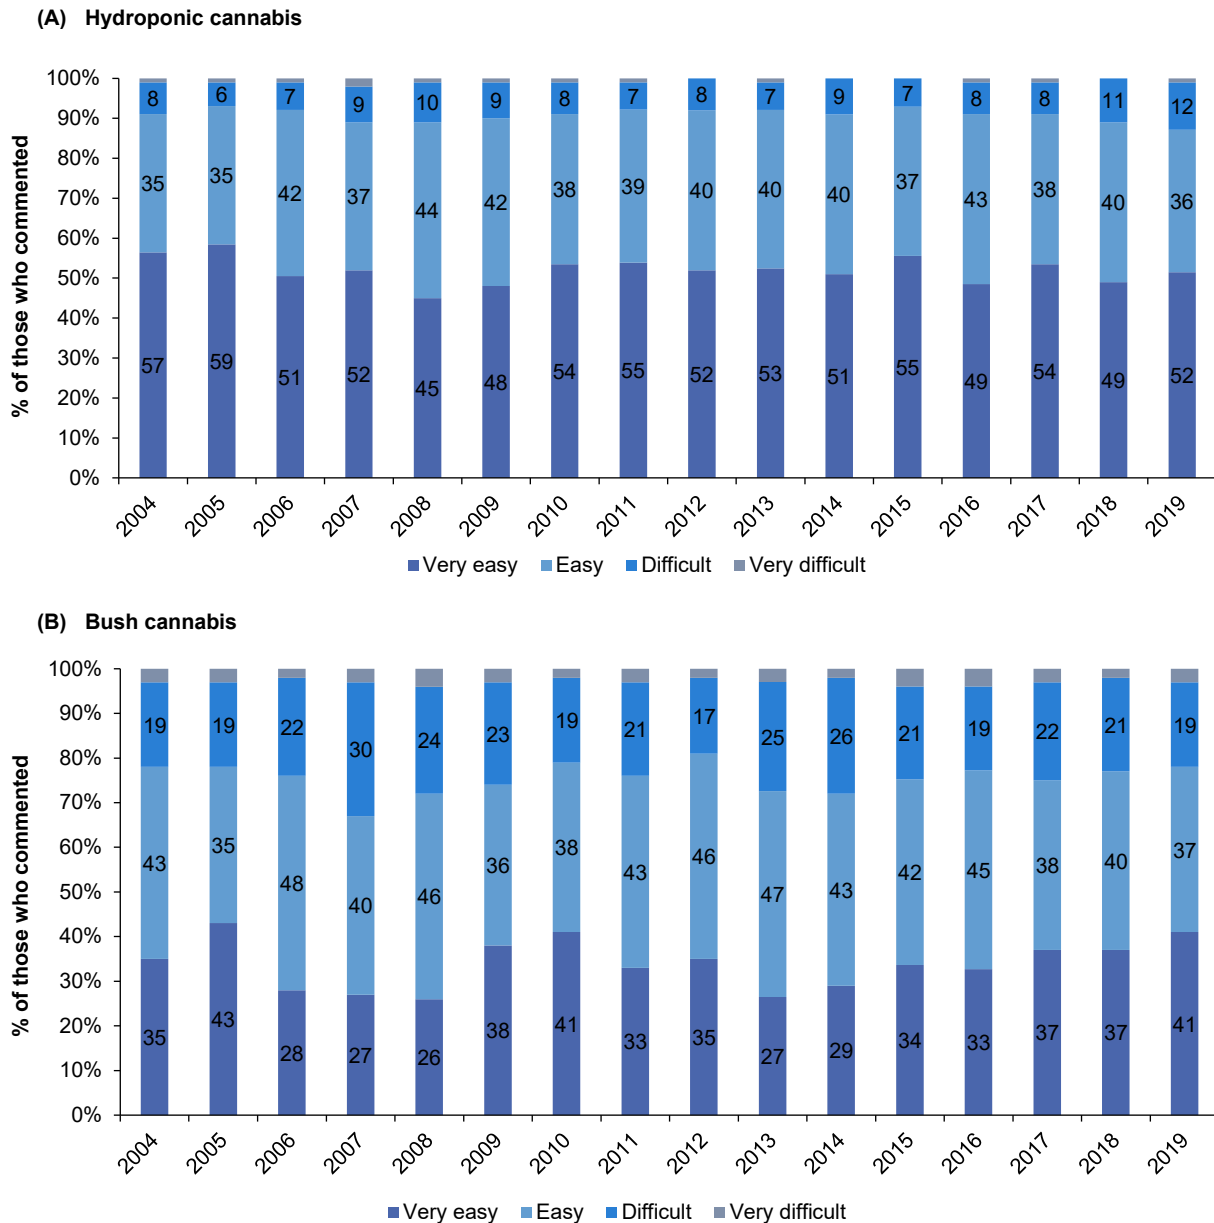 (A) Hydroponic cannabis
% of those who commented
100%
90%
80%
70%
60%
50%
40%
30%
20%
10%
0%
8 6 7 9 10 9 8 7 8 7 9 7 8 8 11 12
35 35 42 37 44 42 38 39 40 40 40 37 43 38 40 36
57 59 51 52 45 48 54 55 52 53 51 55 49 54 49 52
2004 2005 2006 2007 2008 2009 2010 2011 2012 2013 2014 2015 2016 2017 2018 2019
Very easy Easy Difficult Very difficult
(B) Bush cannabis
% of those who commented
100%
90%
80%
70%
60%
50%
40%
30%
20%
10%
0%
19 19 22 30 24 23 19 21 17 25 26 21 19 22 21 19
43 35 48 40 46 36 38 43 46 47 43 42 45 38 40 37
35 43 28 27 26 38 41 33 35 27 29 34 33 37 37 41
2004 2005 2006 2007 2008 2009 2010 2011 2012 2013 2014 2015 2016 2017 2018 2019
Very easy Easy Difficult Very difficult